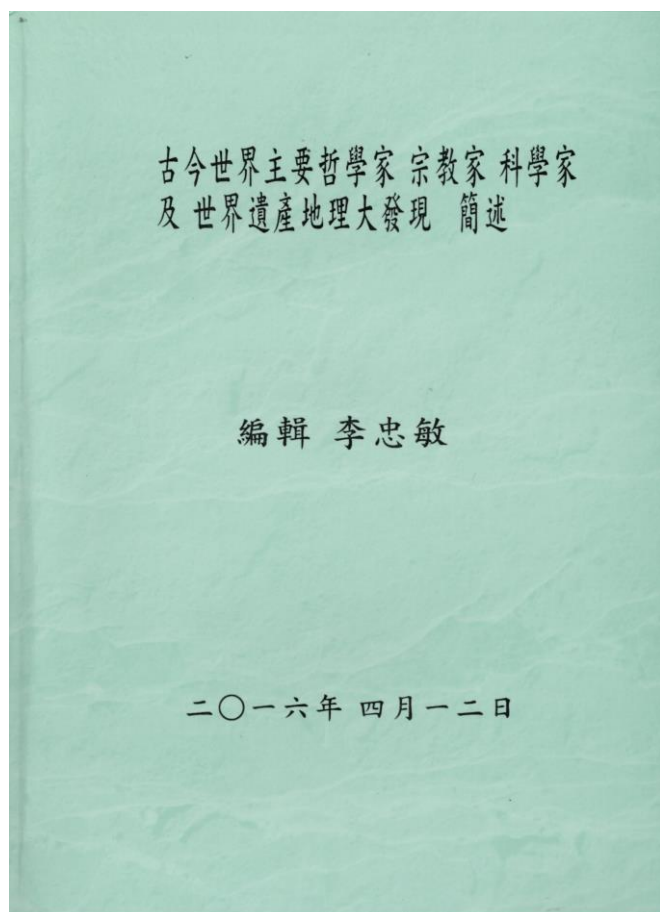 古今世界主要哲學家 宗教家 科學家
及 世界遺產地理大發現 簡述
編輯 李忠敏
二〇一六年 四月一二日